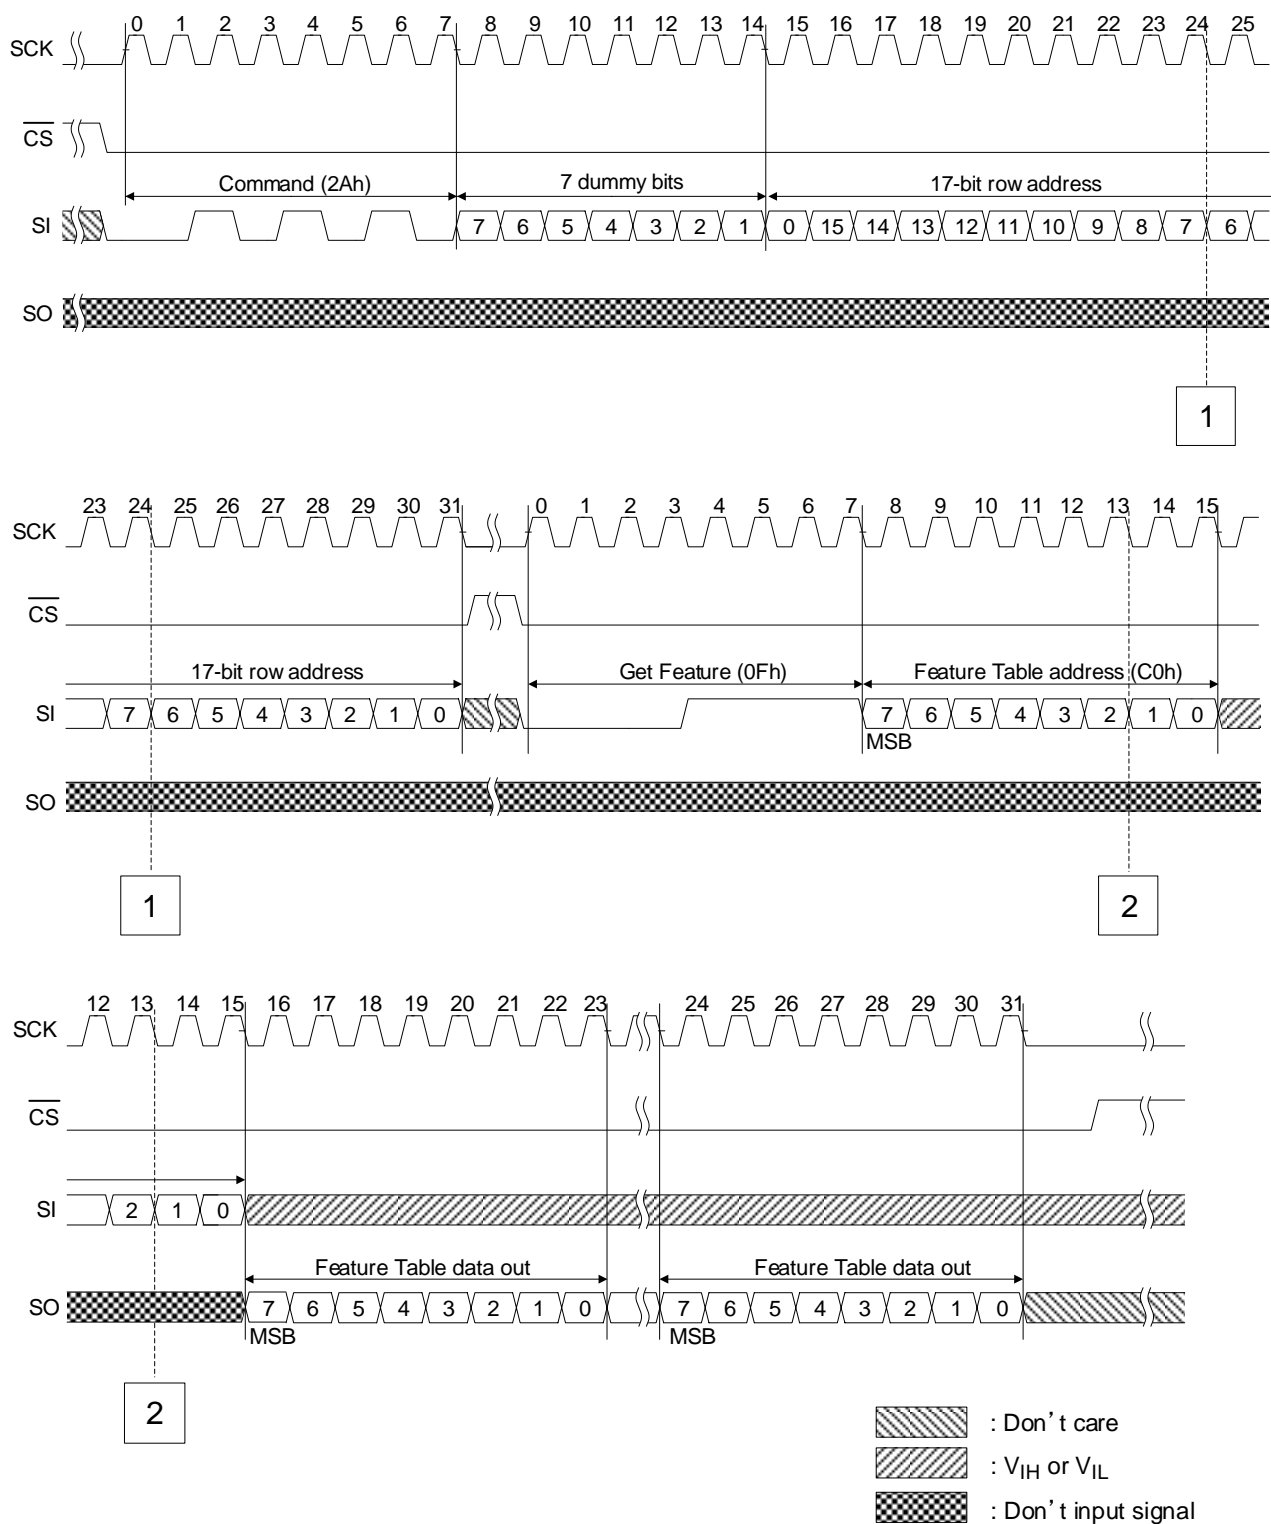 0 1 2 3 4 5 6 7 8 9 10 11 12 13 14 15 16 17 18 19 20 21 22 23 24 25
SCK
CS
Command (2Ah) 7 dummy bits 17-bit row address
SI 7 6 5 4 3 2 1 0 15 14 13 12 11 10 9 8 7 6
SO
1
23 24 25 26 27 28 29 30 31 0 1 2 3 4 5 6 7 8 9 10 11 12 13 14 15
SCK
CS
17-bit row address Get Feature (0Fh) Feature Table address (C0h)
SI 7 6 5 4 3 2 1 0 7 6 5 4 3 2 1 0
MSB
SO
1 2
12 13 14 15 16 17 18 19 20 21 22 23 24 25 26 27 28 29 30 31
SCK
CS
SI 2 1 0
Feature Table data out Feature Table data out
SO 7 6 5 4 3 2 1 0 7 6 5 4 3 2 1 0
MSB MSB
2
: Don't care
: VIH or VIL
: Don't input signal